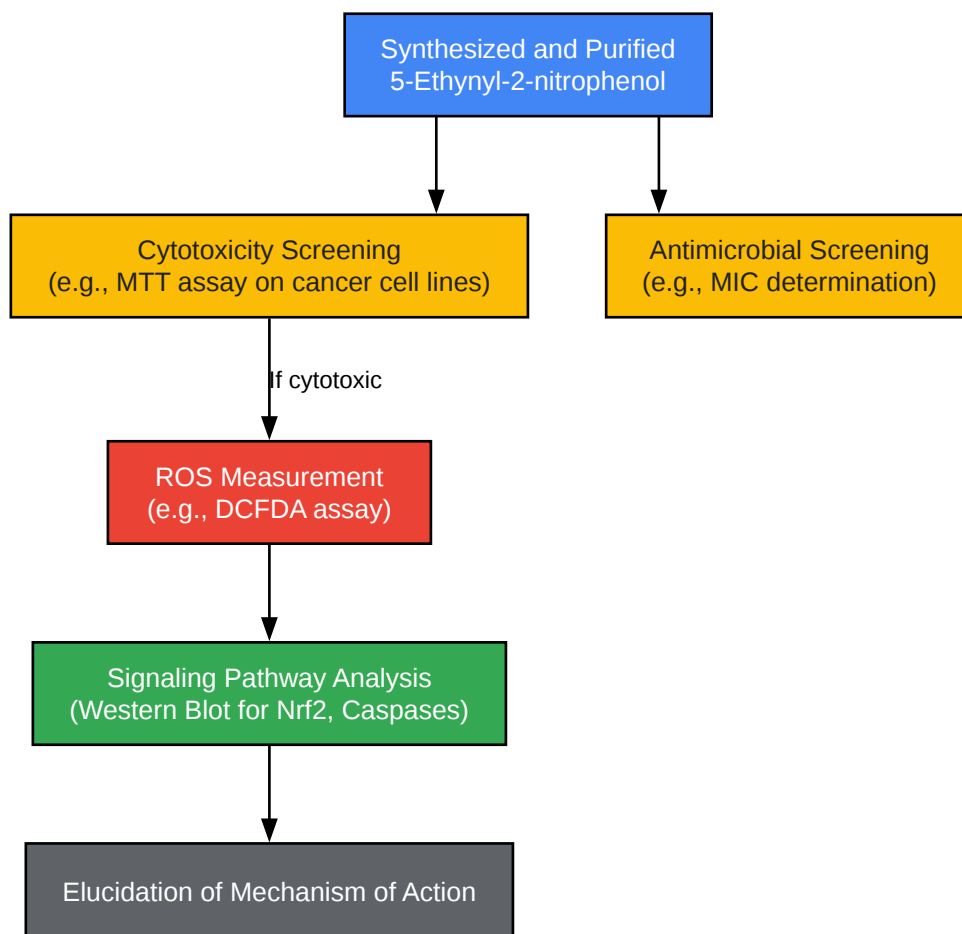 Synthesized and Purified
5-Ethynyl-2-nitrophenol
Cytotoxicity Screening
(e.g., MTT assay on cancer cell lines)
Antimicrobial Screening
(e.g., MIC determination)
If cytotoxic
ROS Measurement
(e.g., DCFDA assay)
Signaling Pathway Analysis
(Western Blot for Nrf2, Caspases)
Elucidation of Mechanism of Action